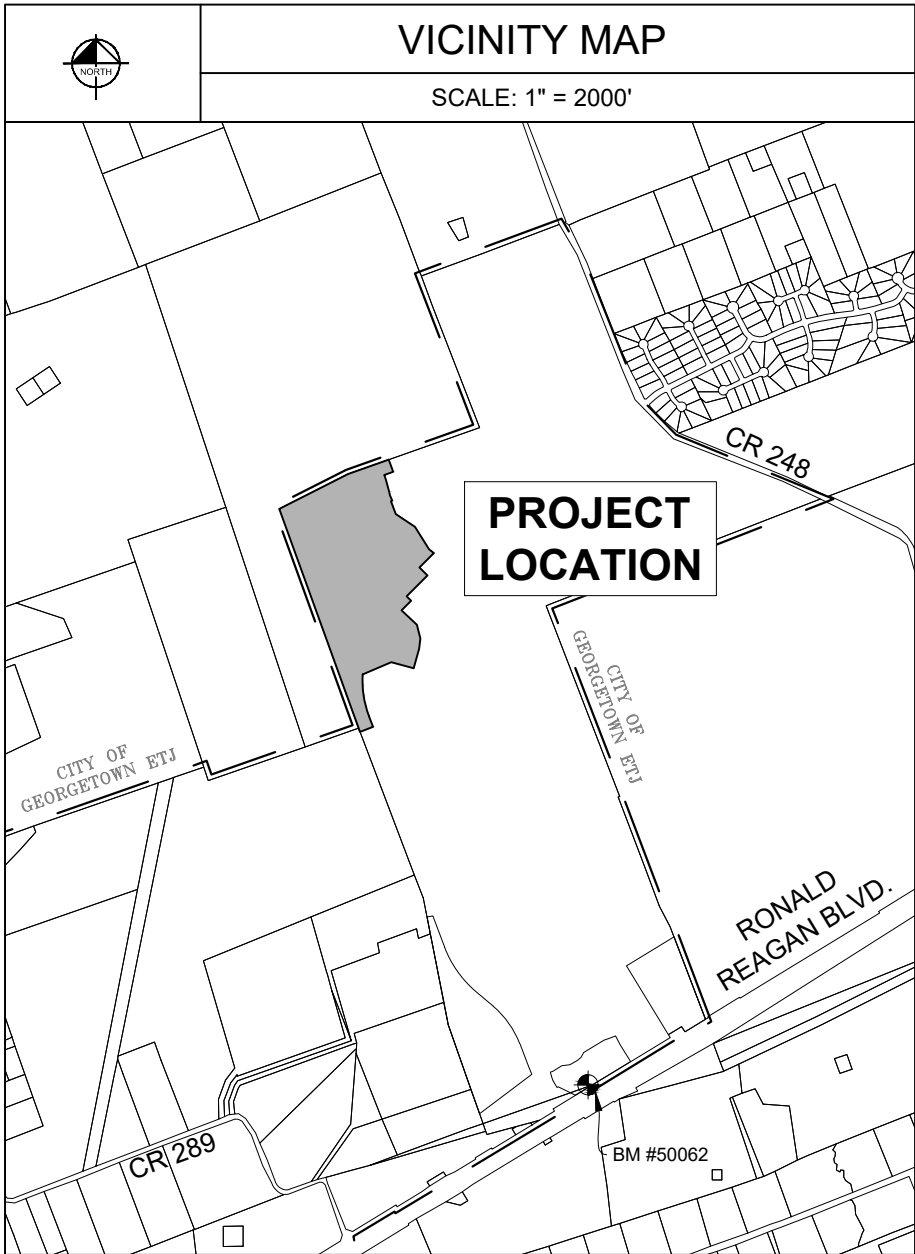 VICINITY MAP
NORTH
SCALE: 1" = 2000'
CR 248
PROJECT
LOCATION
CITY OF
GEORGETOWN ETJ
CITY OF
GEORGETOWN ETJ
RONALD
REAGAN BLVD.
CR 289
BM #50062